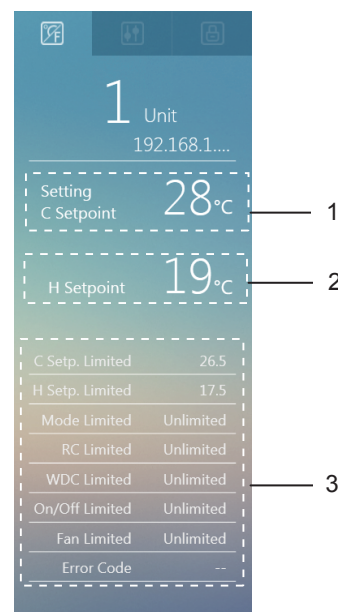 °C/°F
1 Unit
192.168.1....
Setting
C Setpoint 28°C
1
H Setpoint 19°C
2
C Setp. Limited 26.5
H Setp. Limited 17.5
Mode Limited Unlimited
RC Limited Unlimited
WDC Limited Unlimited
3
On/Off Limited Unlimited
Fan Limited Unlimited
Error Code --